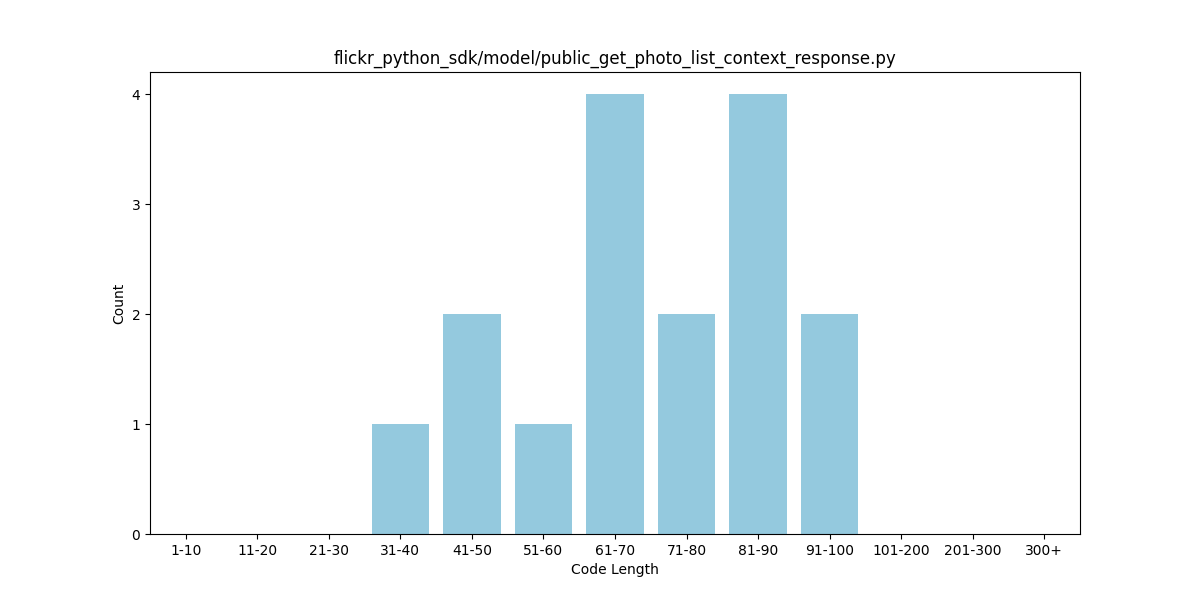 flickr_python_sdk/model/public_get_photo_list_context_response.py
4
3
2
1
0
Count
1-10 11-20 21-30 31-40 41-50 51-60 61-70 71-80 81-90 91-100 101-200 201-300 300+
Code Length